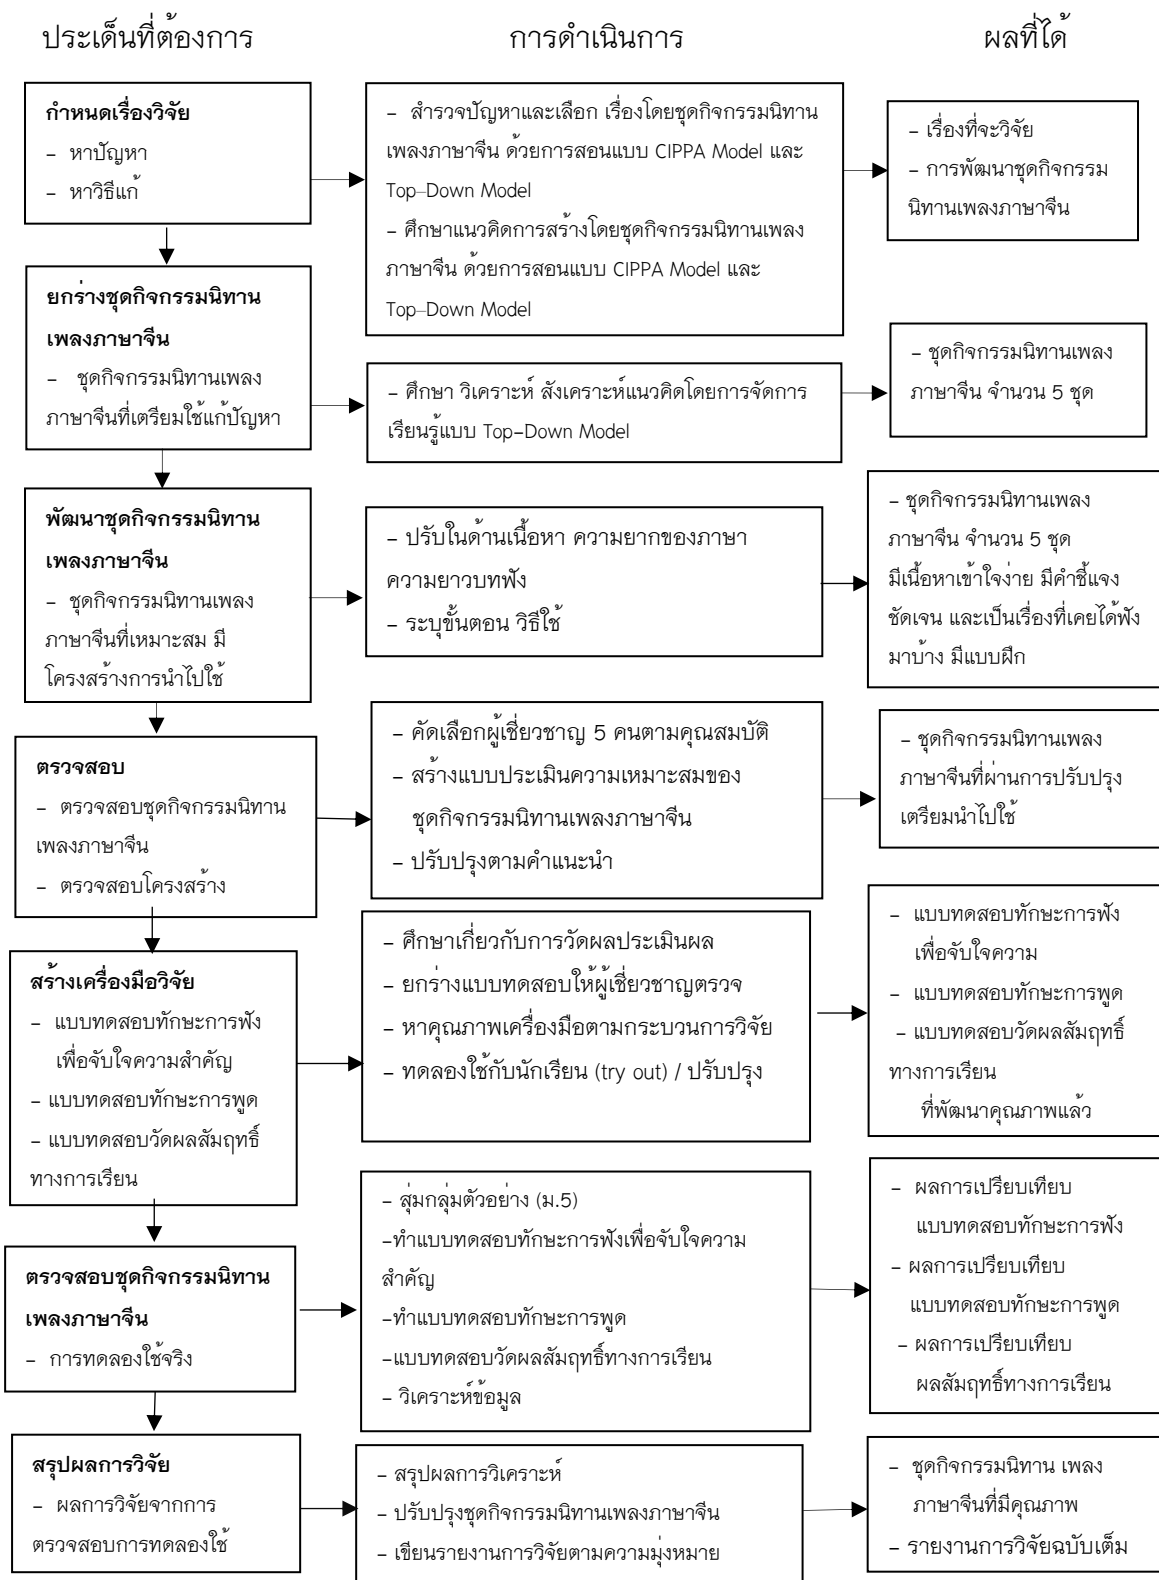 ประเด็นที่ต้องการ
การดำเนินการ
ผลที่ได้
กำหนดเรื่องวิจัย
- หาปัญหา
- หาวิธีแก้
- สำรวจปัญหาและเลือก เรื่องโดยชุดกิจกรรมนิทาน
เพลงภาษาจีน ด้วยการสอนแบบ CIPPA Model และ
Top–Down Model
- ศึกษาแนวคิดการสร้างโดยชุดกิจกรรมนิทานเพลง
ภาษาจีน ด้วยการสอนแบบ CIPPA Model และ
Top–Down Model
- เรื่องที่จะวิจัย
- การพัฒนาชุดกิจกรรม
นิทานเพลงภาษาจีน
ยกร่างชุดกิจกรรมนิทาน
เพลงภาษาจีน
- ชุดกิจกรรมนิทานเพลง
ภาษาจีนที่เตรียมใช้แก้ปัญหา
- ศึกษา วิเคราะห์ สังเคราะห์แนวคิดโดยการจัดการ
เรียนรู้แบบ Top-Down Model
- ชุดกิจกรรมนิทานเพลง
ภาษาจีน จำนวน 5 ชุด
พัฒนาชุดกิจกรรมนิทาน
เพลงภาษาจีน
- ชุดกิจกรรมนิทานเพลง
ภาษาจีนที่เหมาะสม มี
โครงสร้างการนำไปใช้
- ปรับในด้านเนื้อหา ความยากของภาษา
ความยาวบทฟัง
- ระบุขั้นตอน วิธีใช้
- ชุดกิจกรรมนิทานเพลง
ภาษาจีน จำนวน 5 ชุด
มีเนื้อหาเข้าใจง่าย มีคำชี้แจง
ชัดเจน และเป็นเรื่องที่เคยได้ฟัง
มาบ้าง มีแบบฝึก
ตรวจสอบ
- ตรวจสอบชุดกิจกรรมนิทาน
เพลงภาษาจีน
- ตรวจสอบโครงสร้าง
- คัดเลือกผู้เชี่ยวชาญ 5 คนตามคุณสมบัติ
- สร้างแบบประเมินความเหมาะสมของ
ชุดกิจกรรมนิทานเพลงภาษาจีน
- ปรับปรุงตามคำแนะนำ
- ชุดกิจกรรมนิทานเพลง
ภาษาจีนที่ผ่านการปรับปรุง
เตรียมนำไปใช้
สร้างเครื่องมือวิจัย
- แบบทดสอบทักษะการฟัง
เพื่อจับใจความสำคัญ
- แบบทดสอบทักษะการพูด
- แบบทดสอบวัดผลสัมฤทธิ์
ทางการเรียน
- ศึกษาเกี่ยวกับการวัดผลประเมินผล
- ยกร่างแบบทดสอบให้ผู้เชี่ยวชาญตรวจ
- หาคุณภาพเครื่องมือตามกระบวนการวิจัย
- ทดลองใช้กับนักเรียน (try out) / ปรับปรุง
- แบบทดสอบทักษะการฟัง
เพื่อจับใจความ
- แบบทดสอบทักษะการพูด
- แบบทดสอบวัดผลสัมฤทธิ์
ทางการเรียน
ที่พัฒนาคุณภาพแล้ว
ตรวจสอบชุดกิจกรรมนิทาน
เพลงภาษาจีน
- การทดลองใช้จริง
- สุ่มกลุ่มตัวอย่าง (ม.5)
-ทำแบบทดสอบทักษะการฟังเพื่อจับใจความ
สำคัญ
-ทำแบบทดสอบทักษะการพูด
-แบบทดสอบวัดผลสัมฤทธิ์ทางการเรียน
- วิเคราะห์ข้อมูล
- ผลการเปรียบเทียบ
แบบทดสอบทักษะการฟัง
- ผลการเปรียบเทียบ
แบบทดสอบทักษะการพูด
- ผลการเปรียบเทียบ
ผลสัมฤทธิ์ทางการเรียน
สรุปผลการวิจัย
- ผลการวิจัยจากการ
ตรวจสอบการทดลองใช้
- สรุปผลการวิเคราะห์
- ปรับปรุงชุดกิจกรรมนิทานเพลงภาษาจีน
- เขียนรายงานการวิจัยตามความมุ่งหมาย
- ชุดกิจกรรมนิทาน เพลง
ภาษาจีนที่มีคุณภาพ
- รายงานการวิจัยฉบับเต็ม